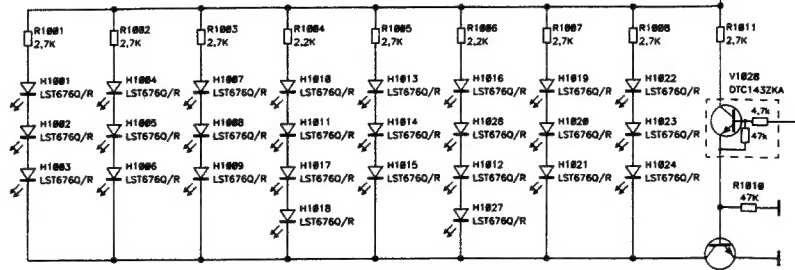 R1001 R1002 R1003 R1004 R1005 R1006 R1007 R1008 R1011
2,7K 2,7K 2,7K 2,2K 2,7K 2,2K 2,7K 2,7K 2,7K
H1001 H1004 H1007 H1010 H1013 H1016 H1019 H1022 V1028
LST676Q/R LST676Q/R LST676Q/R LST676Q/R LST676Q/R LST676Q/R LST676Q/R LST676Q/R DTC143ZKA
4,7k
H1002 H1005 H1008 H1011 H1014 H1028 H1020 H1023 47k
LST676Q/R LST676Q/R LST676Q/R LST676Q/R LST676Q/R LST676Q/R LST676Q/R LST676Q/R
H1003 H1006 H1009 H1017 H1015 H1012 H1021 H1024
LST676Q/R LST676Q/R LST676Q/R LST676Q/R LST676Q/R LST676Q/R LST676Q/R LST676Q/R
R1010
47K
H1018 H1027
LST676Q/R LST676Q/R